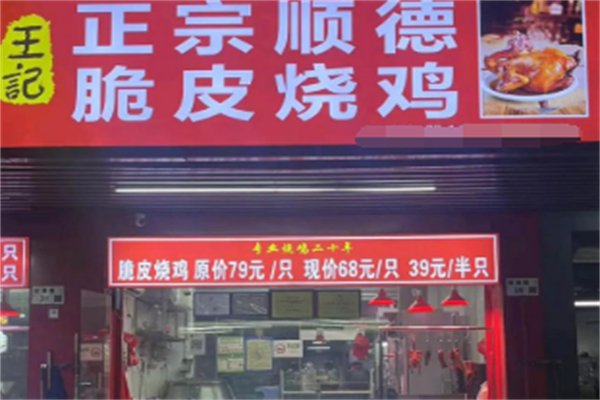 王記
正宗顺德
脆皮烧鸡
专业烧鸡二十年
脆皮烧鸡 原价79元/只 现价68元/只 39元/半只
只
只